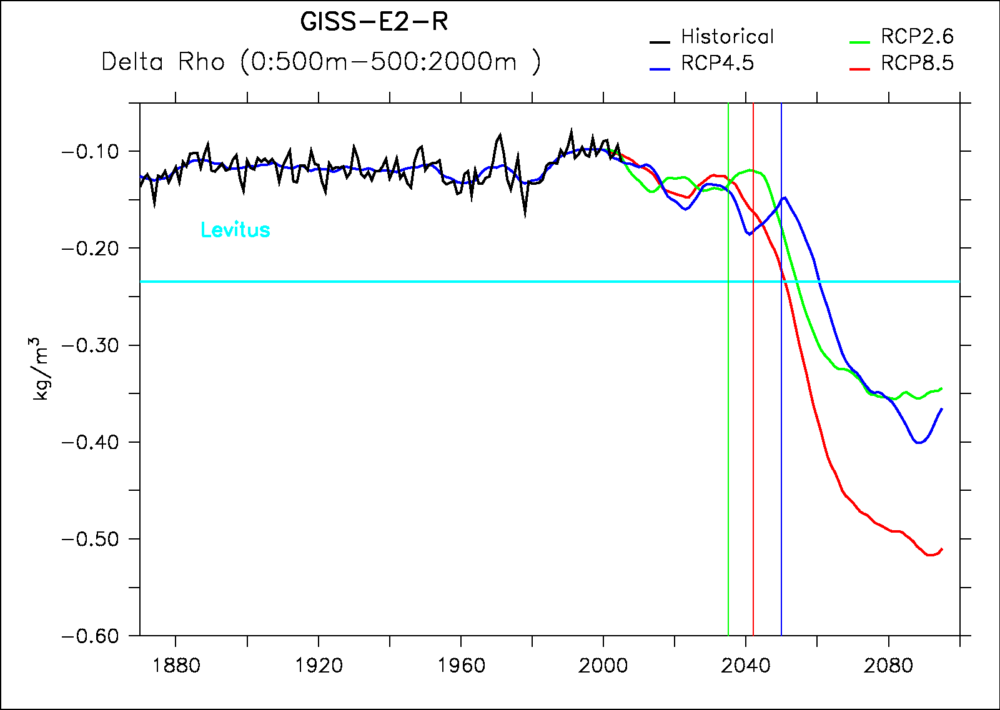 GISS-E2-R
Delta Rho (0:500m-500:2000m )
Historical
RCP2.6
RCP4.5
RCP8.5
-0.10
-0.20
-0.30
-0.40
-0.50
-0.60
kg/m³
Levitus
1880 1920 1960 2000 2040 2080